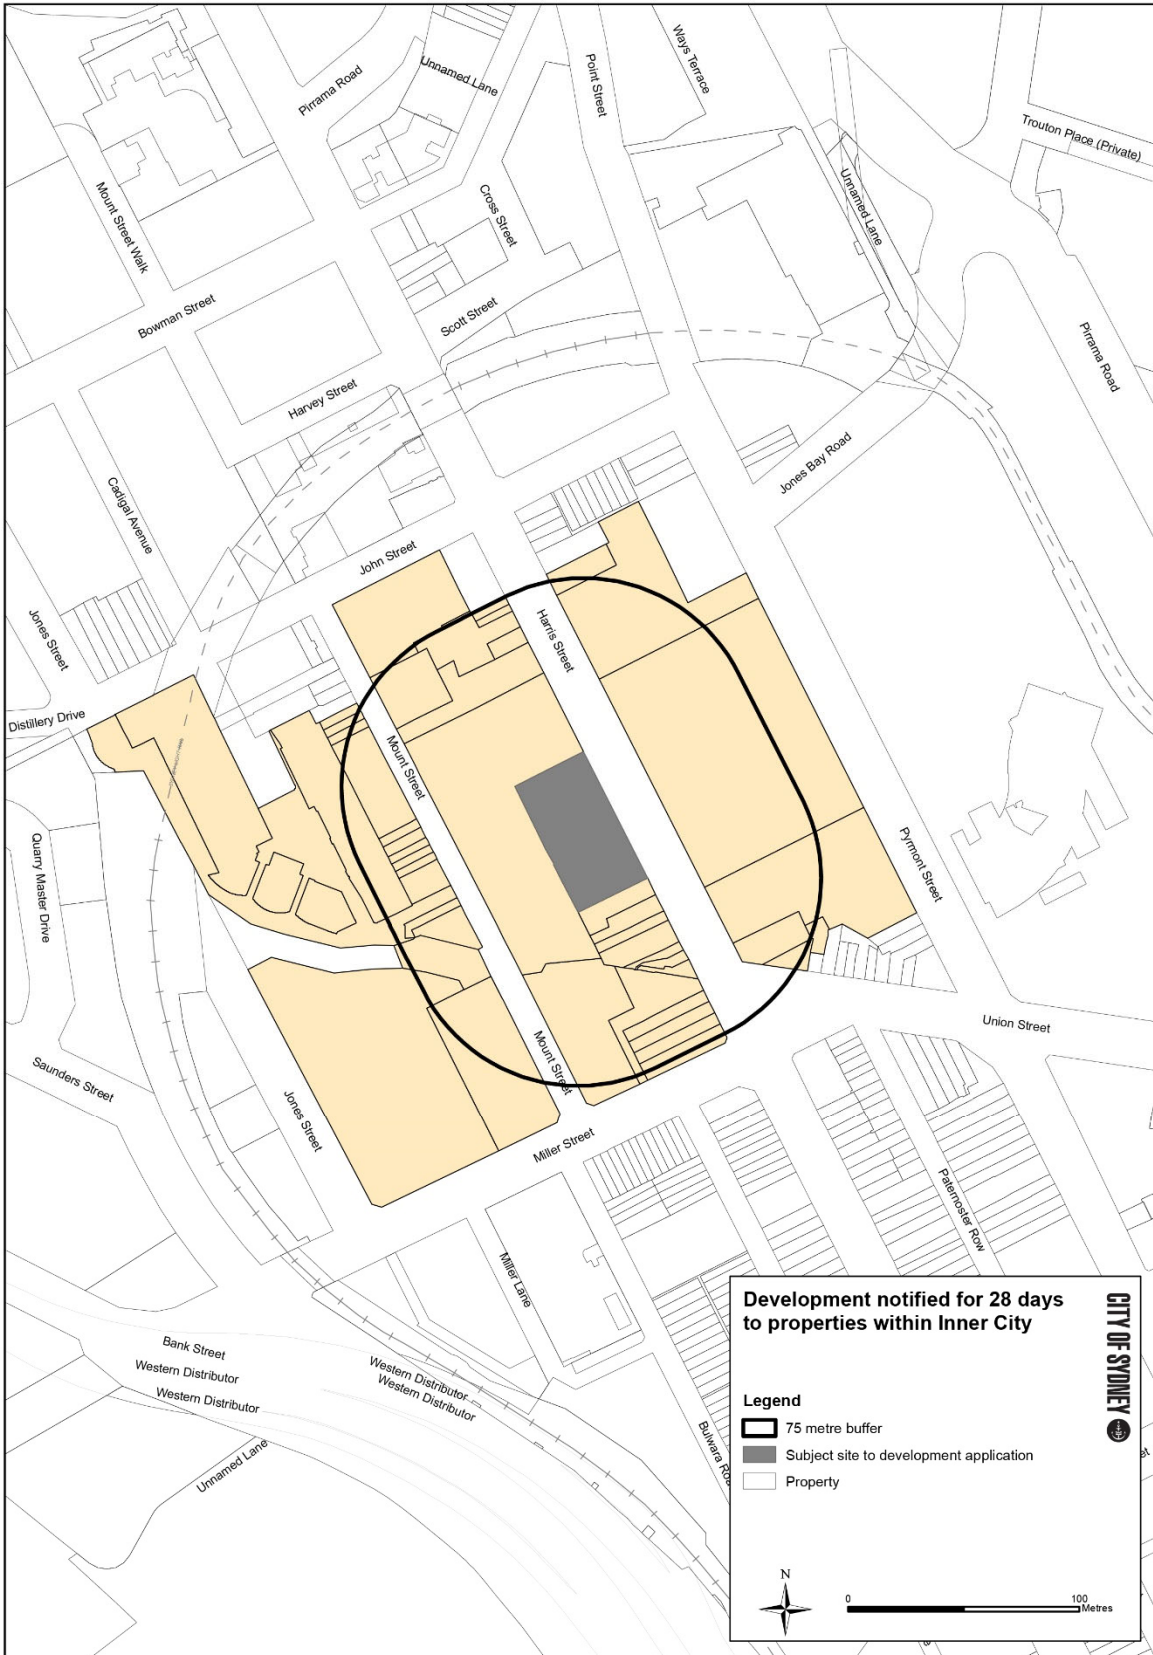 Ways Terrace
Point Street
Unnamed Lane
Pirrama Road
Trouton Place (Private)
Unnamed Lane
Mount Street Walk
Cross Street
Bowman Street
Scott Street
Pirrama Road
Harvey Street
Jones Bay Road
Cadigal Avenue
John Street
Harris Street
Jones Street
Distillery Drive
Mount Street
Quarry Master Drive
Pyrmont Street
Union Street
Mount Street
Saunders Street
Jones Street
Miller Street
Paternoster Row
Miller Lane
Bank Street
Western Distributor
Western Distributor
Western Distributor
Western Distributor
Unnamed Lane
Bulwara
Development notified for 28 days
to properties within Inner City
CITY OF SYDNEY
Legend
75 metre buffer
Subject site to development application
Property
N
0 100
Metres